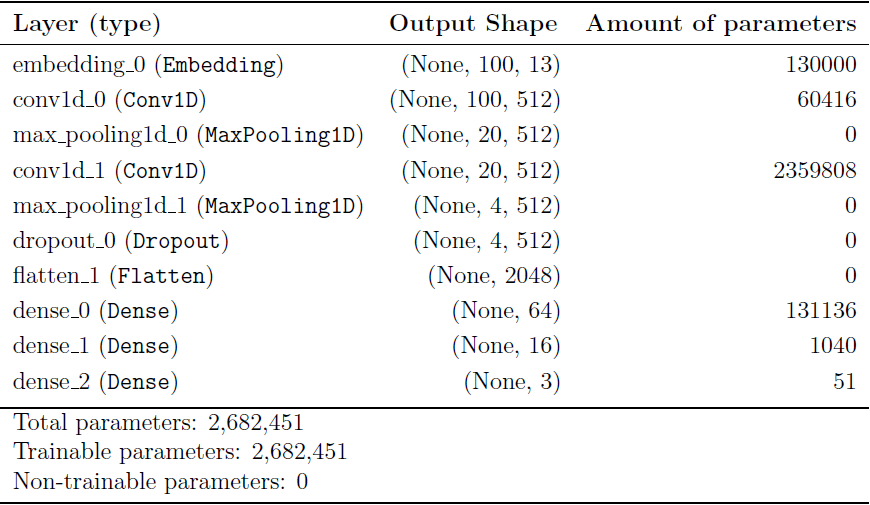 Layer (type) Output Shape Amount of parameters
embedding_0 (Embedding) (None, 100, 13) 130000
conv1d_0 (Conv1D) (None, 100, 512) 60416
max_pooling1d_0 (MaxPooling1D) (None, 20, 512) 0
conv1d_1 (Conv1D) (None, 20, 512) 2359808
max_pooling1d_1 (MaxPooling1D) (None, 4, 512) 0
dropout_0 (Dropout) (None, 4, 512) 0
flatten_1 (Flatten) (None, 2048) 0
dense_0 (Dense) (None, 64) 131136
dense_1 (Dense) (None, 16) 1040
dense_2 (Dense) (None, 3) 51
Total parameters: 2,682,451
Trainable parameters: 2,682,451
Non-trainable parameters: 0